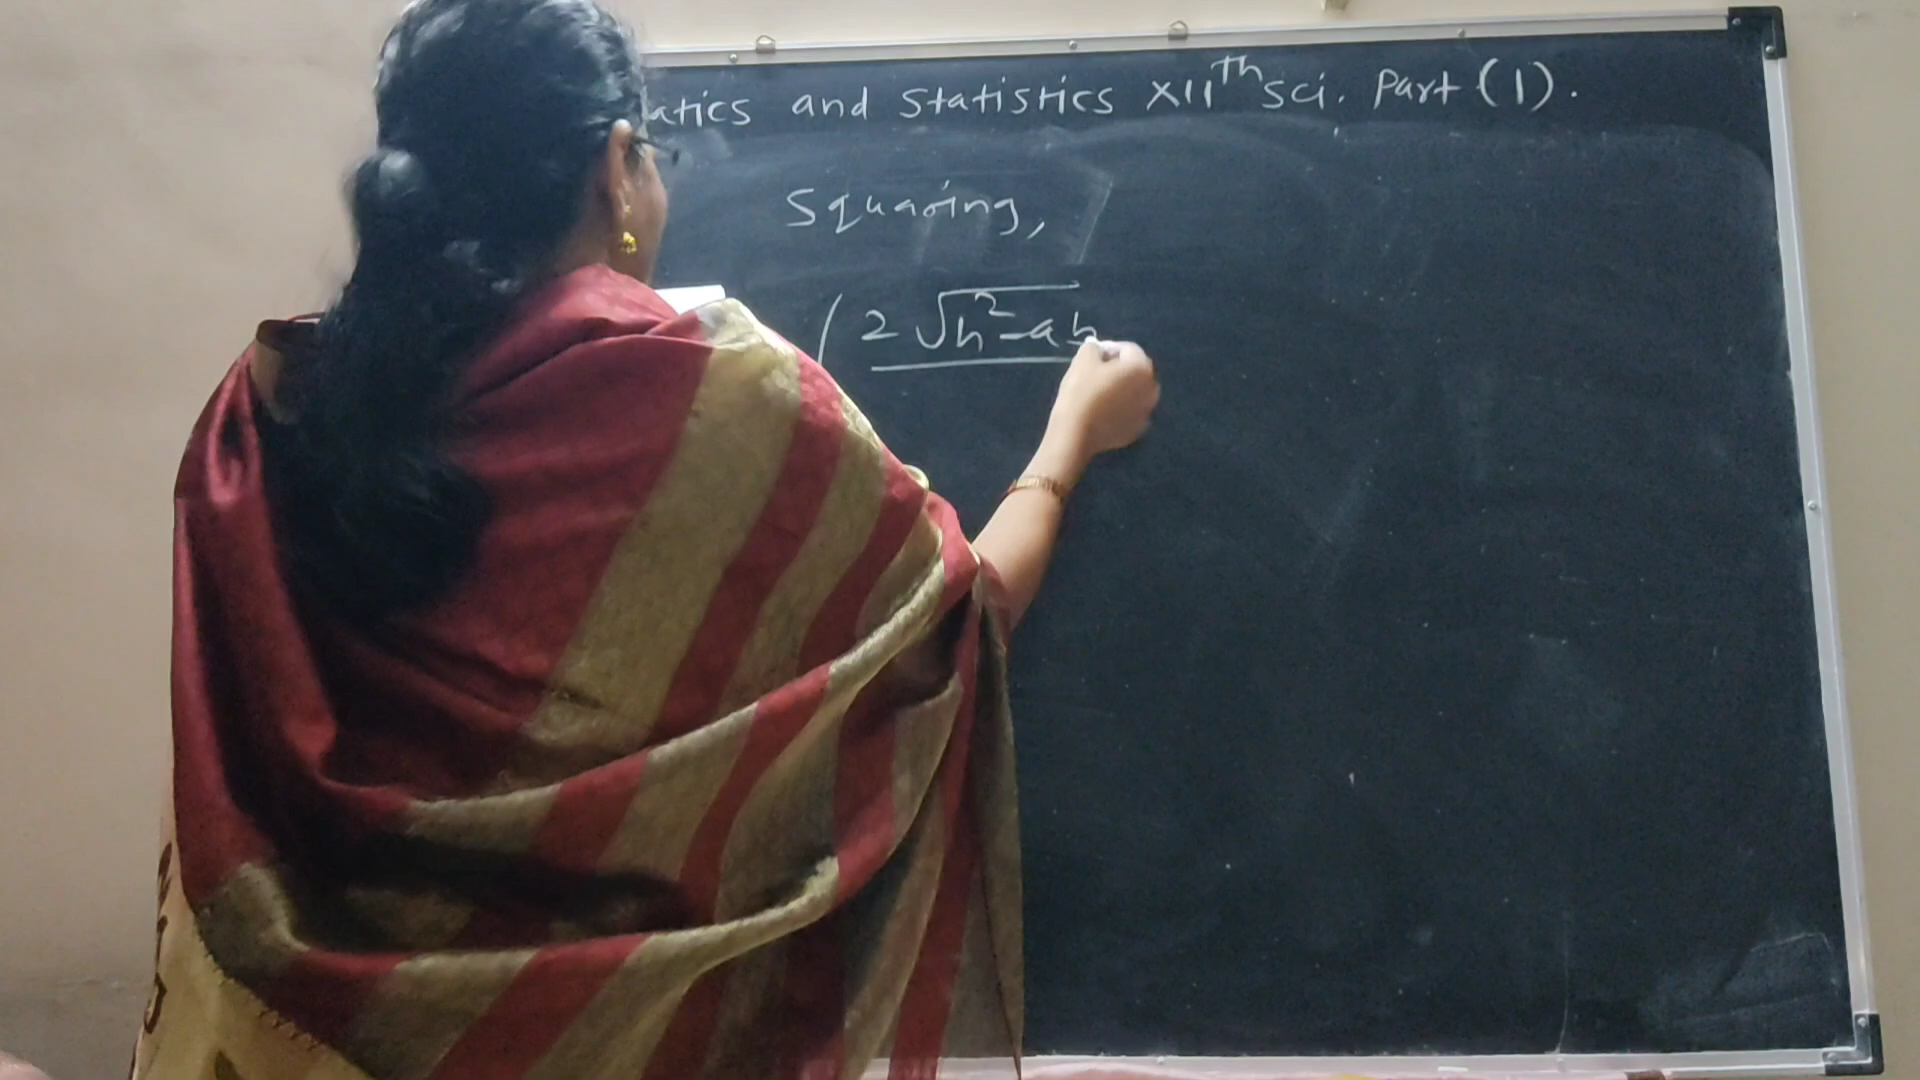 atics and Statistics XIIth sci. Part (1).
Squaring,
( 2 √h²-ab